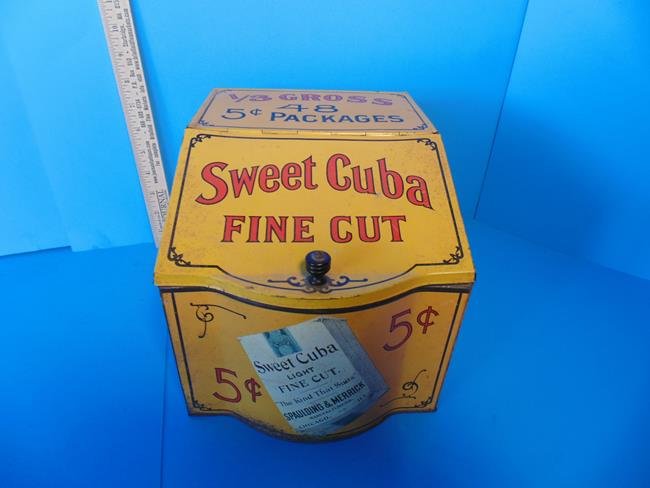 1/3 GROSS
48
5¢ PACKAGES
Sweet Cuba
FINE CUT
5¢
5¢
Sweet Cuba
LIGHT
FINE CUT.
The Kind That Suits
SPAULDING & MERRICK
CHICAGO,